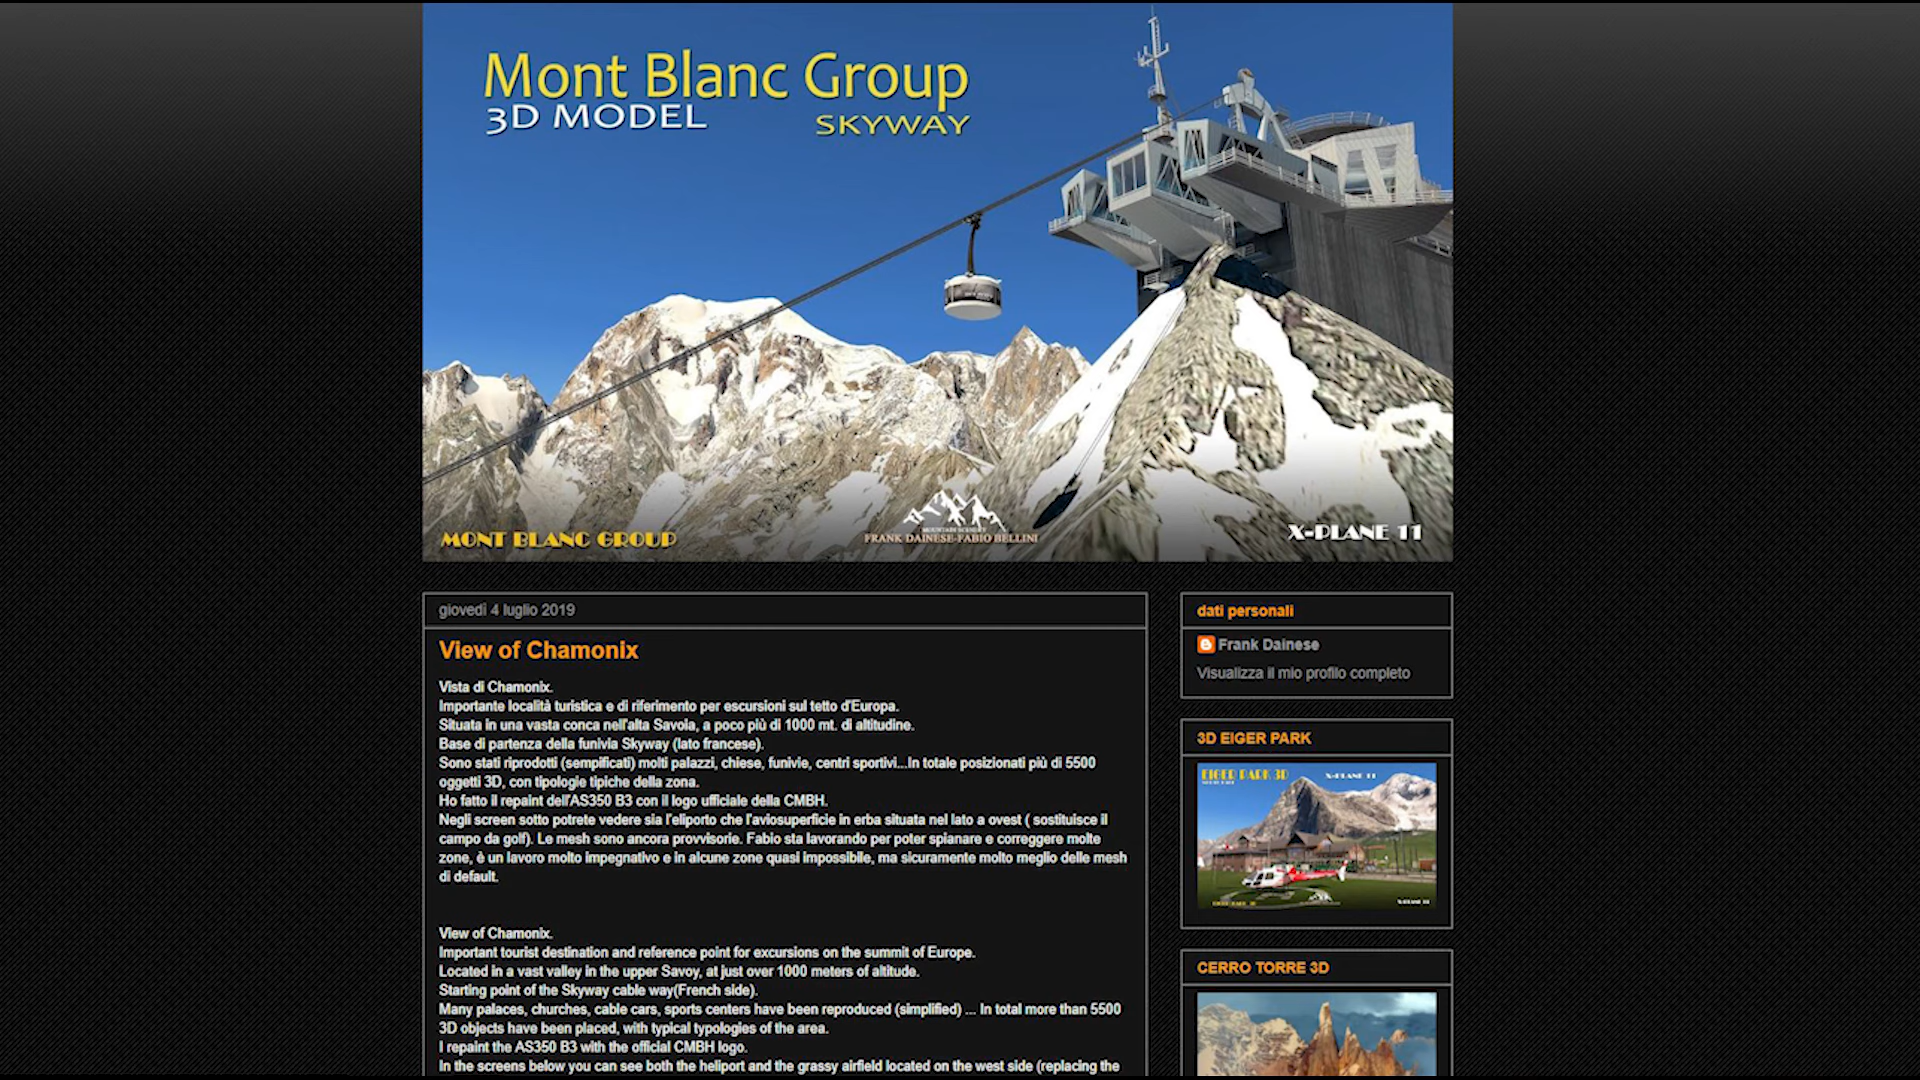 Mont Blanc Group
3D MODEL
SKYWAY
MONT BLANC GROUP
MOUNTAIN SCENERY
FRANK DAINESE-FABIO BELLINI
X-PLANE 11
giovedì 4 luglio 2019
View of Chamonix
Vista di Chamonix.
Importante località turistica e di riferimento per escursioni sul tetto d'Europa.
Situata in una vasta conca nell'alta Savoia, a poco più di 1000 mt. di altitudine.
Base di partenza della funivia Skyway (lato francese).
Sono stati riprodotti (sempificati) molti palazzi, chiese, funivie, centri sportivi...In totale posizionati più di 5500
oggetti 3D, con tipologie tipiche della zona.
Ho fatto il repaint dell'AS350 B3 con il logo ufficiale della CMBH.
Negli screen sotto potrete vedere sia l'eliporto che l'aviosuperficie in erba situata nel lato a ovest ( sostituisce il
campo da golf). Le mesh sono ancora provvisorie. Fabio sta lavorando per poter spianare e correggere molte
zone, è un lavoro molto impegnativo e in alcune zone quasi impossibile, ma sicuramente molto meglio delle mesh
di default.
View of Chamonix.
Important tourist destination and reference point for excursions on the summit of Europe.
Located in a vast valley in the upper Savoy, at just over 1000 meters of altitude.
Starting point of the Skyway cable way(French side).
Many palaces, churches, cable cars, sports centers have been reproduced (simplified) ... In total more than 5500
3D objects have been placed, with typical typologies of the area.
I repaint the AS350 B3 with the official CMBH logo.
In the screens below you can see both the heliport and the grassy airfield located on the west side (replacing the
dati personali
Frank Dainese
Visualizza il mio profilo completo
3D EIGER PARK
EIGER PARK 3D
X-PLANE 11
EIGER PARK 3D
X-PLANE 11
CERRO TORRE 3D